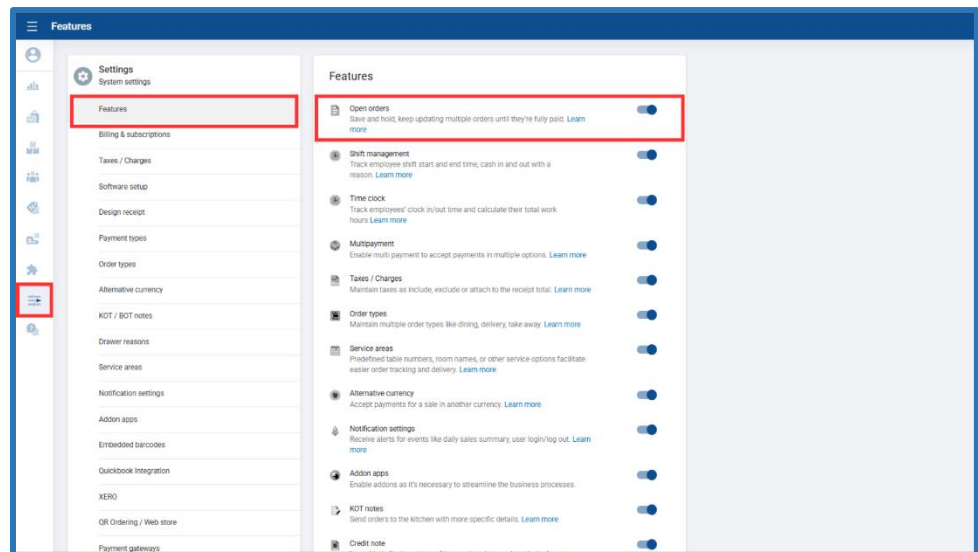 Features
Settings
System settings
Features
Billing & subscriptions
Taxes / Charges
Software setup
Design receipt
Payment types
Order types
Alternative currency
KOT / BOT notes
Drawer reasons
Service areas
Notification settings
Addon apps
Embedded barcodes
Quickbook Integration
XERO
QR Ordering / Web store
Payment gateways
Features
Open orders
Save and hold, keep updating multiple orders until they're fully paid. Learn
more
Shift management
Track employee shift start and end time, cash in and out with a
reason. Learn more
Time clock
Track employees' clock in/out time and calculate their total work
hours Learn more
Multipayment
Enable multi payment to accept payments in multiple options. Learn more
Taxes / Charges
Maintain taxes as include, exclude or attach to the receipt total. Learn more
Order types
Maintain multiple order types like dining, delivery, take away. Learn more
Service areas
Predefined table numbers, room names, or other service options facilitate
easier order tracking and delivery. Learn more
Alternative currency
Accept payments for a sale in another currency. Learn more
Notification settings
Receive alerts for events like daily sales summary, user login/log out. Learn
more
Addon apps
Enable addons as it's necessary to streamline the business processes.
KOT notes
Send orders to the kitchen with more specific details. Learn more
Credit note